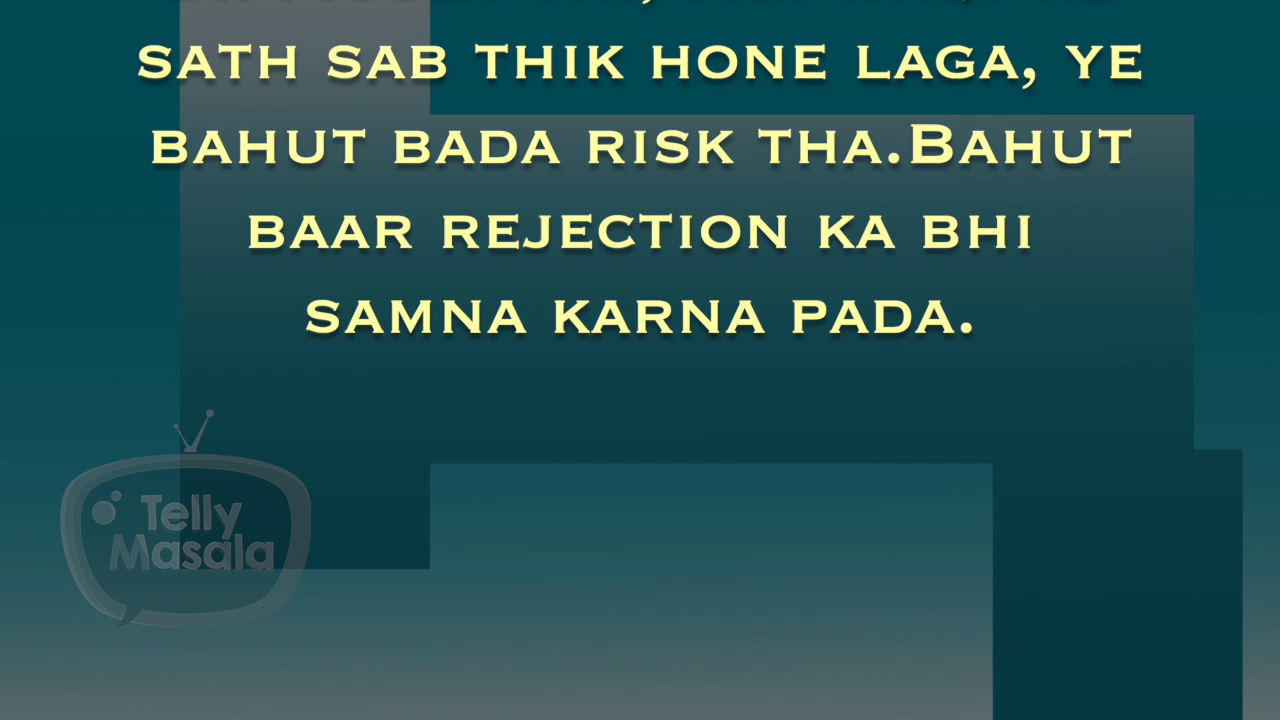 SATH SAB THIK HONE LAGA, YE
BAHUT BADA RISK THA.BAHUT
BAAR REJECTION KA BHI
SAMNA KARNA PADA.
Telly
Masala